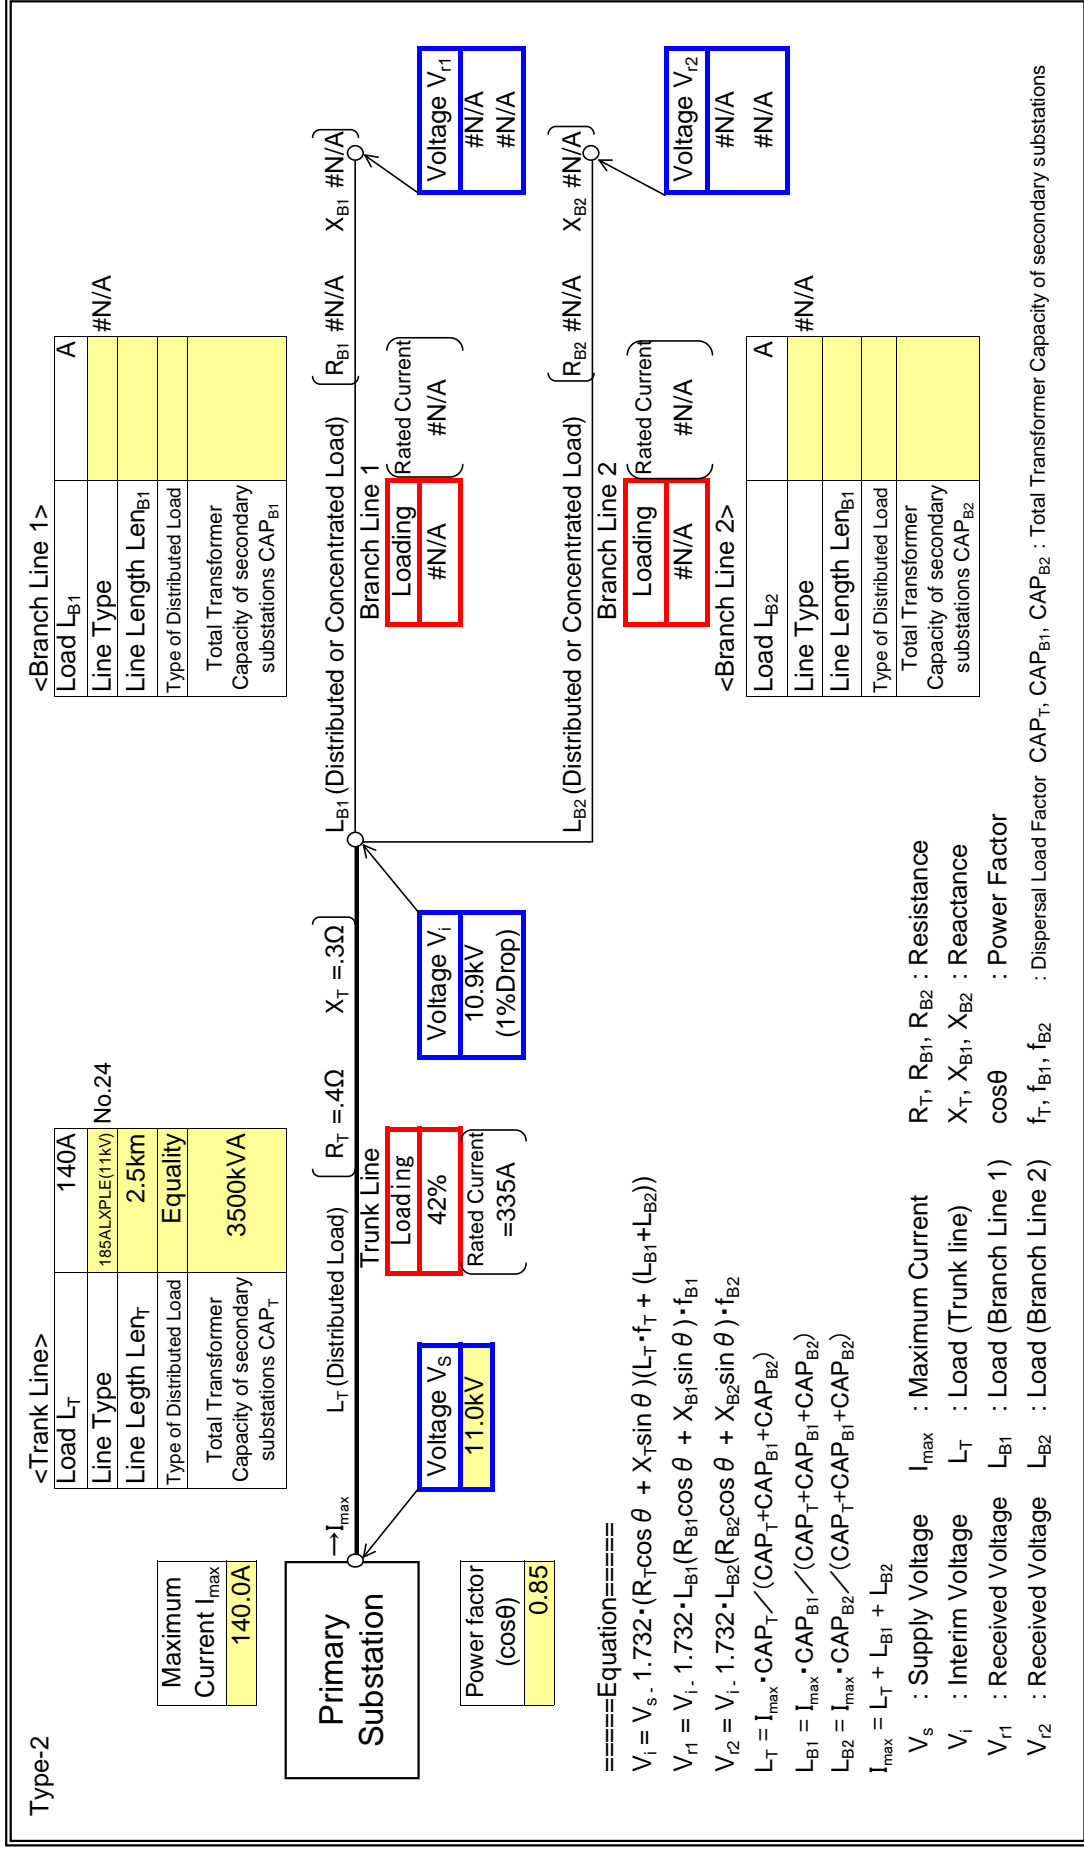 Type-2
Maximum
Current Imax
140.0A
Primary
Substation
Power factor
(cosθ)
0.85
→Imax
Voltage VS
11.0kV
<Trank Line>
Load LT 140A
Line Type 185ALXPLE(11kV) No.24
Line Legth LenT 2.5km
Type of Distributed Load Equality
Total Transformer
Capacity of secondary
substations CAPT
3500kVA
LT (Distributed Load) RT =.4Ω XT =.3Ω
Trunk Line
Loading
42%
Rated Current
=335A
Voltage Vi
10.9kV
(1%Drop)
<Branch Line 1>
Load LB1 A
Line Type #N/A
Line Length LenB1
Type of Distributed Load
Total Transformer
Capacity of secondary
substations CAPB1
LB1 (Distributed or Concentrated Load) RB1 #N/A XB1 #N/A
Branch Line 1
Loading
#N/A
Rated Current
#N/A
Voltage Vr1
#N/A
#N/A
LB2 (Distributed or Concentrated Load) RB2 #N/A XB2 #N/A
Branch Line 2
Loading
#N/A
Rated Current
#N/A
Voltage Vr2
#N/A
#N/A
<Branch Line 2>
Load LB2 A
Line Type #N/A
Line Length LenB1
Type of Distributed Load
Total Transformer
Capacity of secondary
substations CAPB2
=====Equation=====
Vi = Vs - 1.732・(RTcos θ + XTsin θ)(LT・fT + (LB1+LB2))
Vr1 = Vi - 1.732・LB1(RB1cos θ + XB1sin θ)・fB1
Vr2 = Vi - 1.732・LB2(RB2cos θ + XB2sin θ)・fB2
LT = Imax・CAPT／(CAPT+CAPB1+CAPB2)
LB1 = Imax・CAPB1／(CAPT+CAPB1+CAPB2)
LB2 = Imax・CAPB2／(CAPT+CAPB1+CAPB2)
Imax = LT + LB1 + LB2
Vs : Supply Voltage Imax : Maximum Current RT, RB1, RB2 : Resistance
Vi : Interim Voltage LT : Load (Trunk line) XT, XB1, XB2 : Reactance
Vr1 : Received Voltage LB1 : Load (Branch Line 1) cosθ : Power Factor
Vr2 : Received Voltage LB2 : Load (Branch Line 2) fT, fB1, fB2 : Dispersal Load Factor CAPT, CAPB1, CAPB2 : Total Transformer Capacity of secondary substations